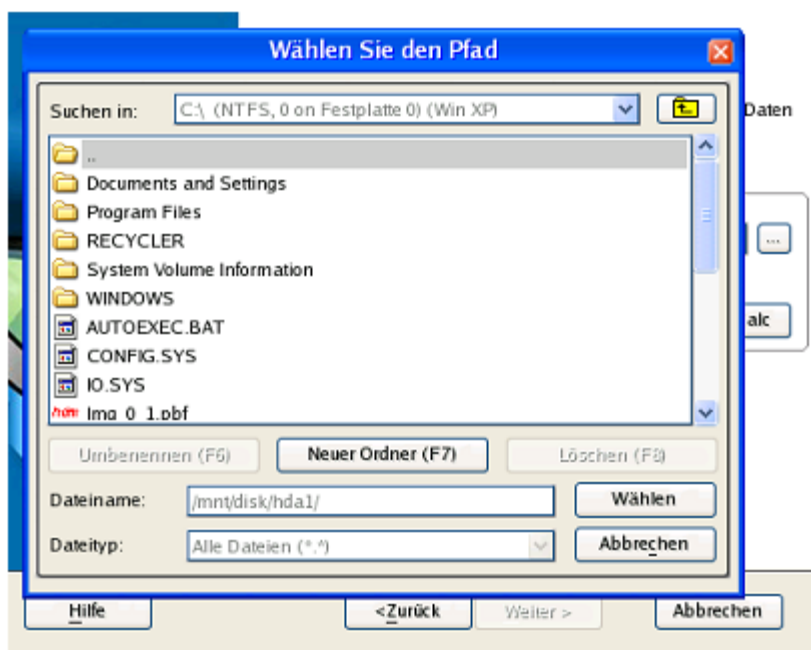 Wählen Sie den Pfad
Suchen in: C:\ (NTFS, 0 on Festplatte 0) (Win XP)
Daten
..
Documents and Settings
Program Files
RECYCLER
System Volume Information
WINDOWS
AUTOEXEC.BAT
CONFIG.SYS
IO.SYS
Img_0_1.pbf
...
alc
Umbenennen (F6) Neuer Ordner (F7) Löschen (F8)
Dateiname: /mnt/disk/hda1/ Wählen
Dateityp: Alle Dateien (*.*) Abbrechen
Hilfe <Zurück Weiter > Abbrechen